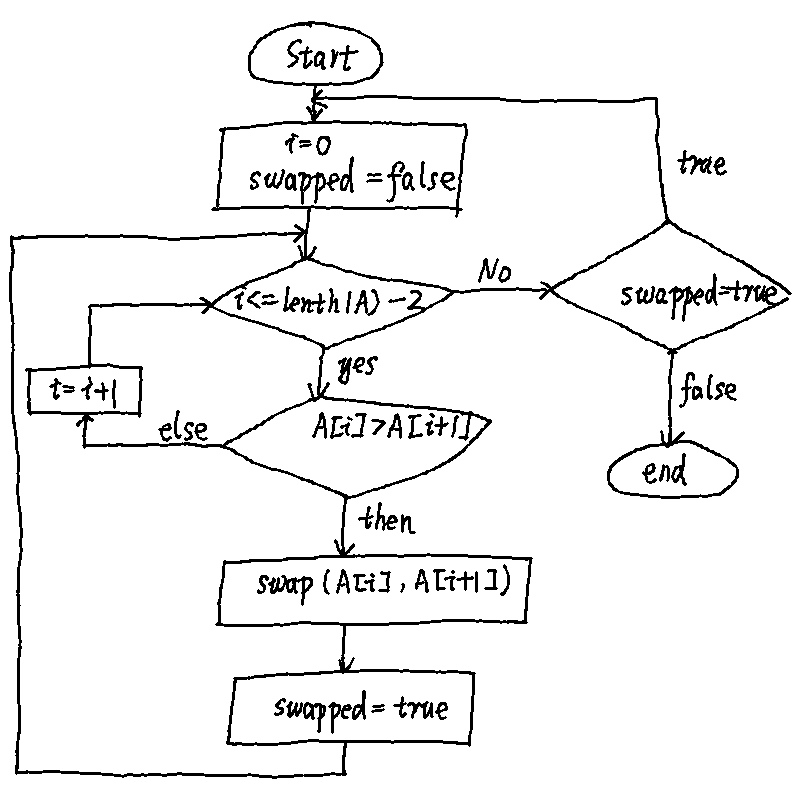 Start
i=0
swapped=false
true
i<=lenth(A)-2
No
swapped=true
yes
i=i+1
false
else
A[i]>A[i+1]
end
then
swap(A[i],A[i+1])
swapped=true